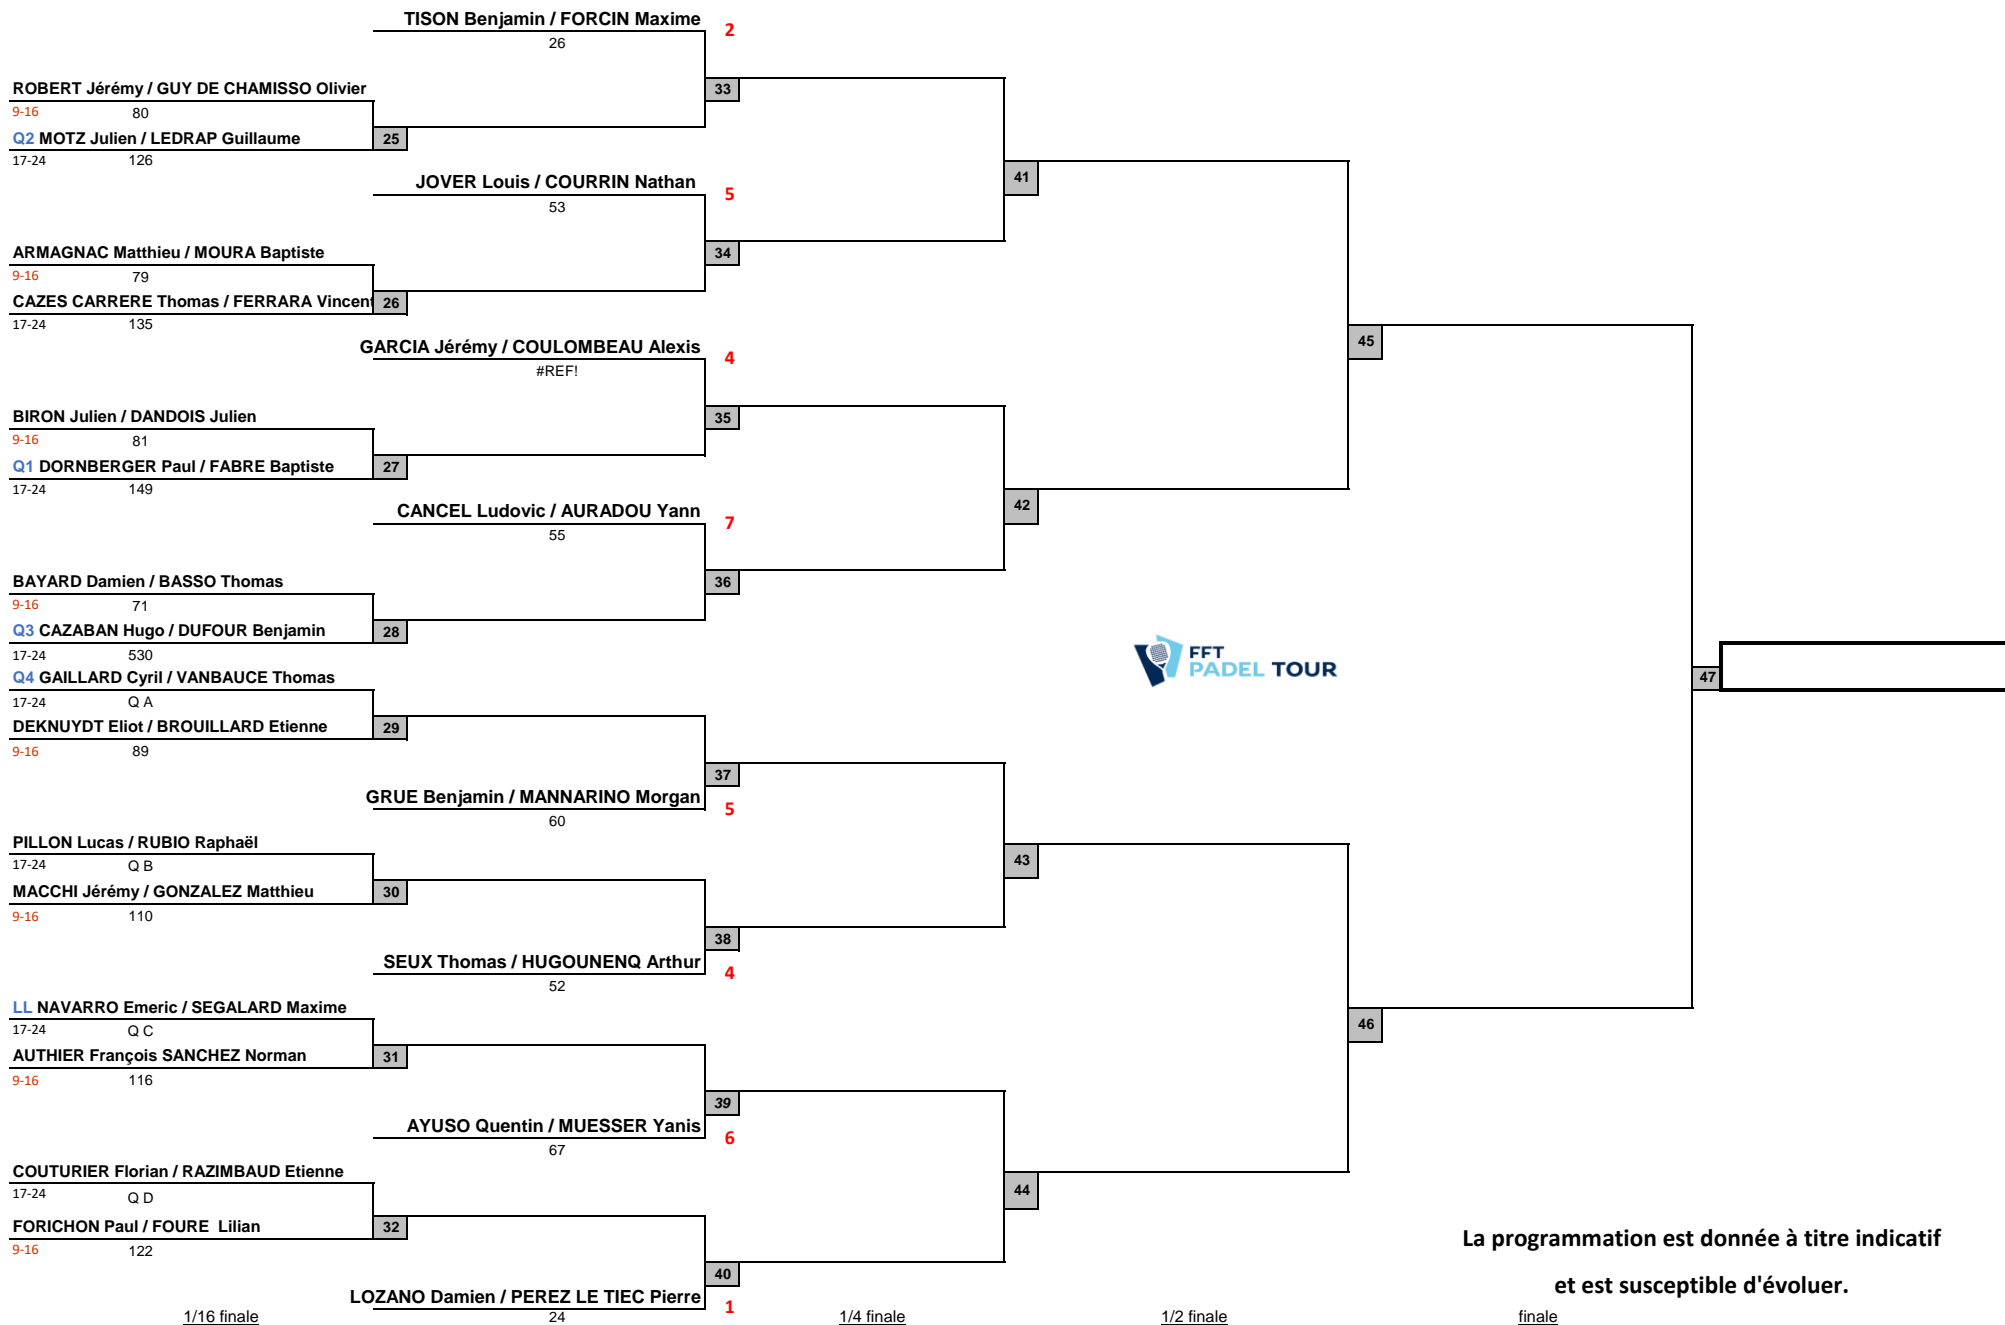 TISON Benjamin / FORCIN Maxime
2
26
ROBERT Jérémy / GUY DE CHAMISSO Olivier
33
9-16 80
Q2 MOTZ Julien / LEDRAP Guillaume
25
17-24 126
JOVER Louis / COURRIN Nathan
41
5
53
ARMAGNAC Matthieu / MOURA Baptiste
34
9-16 79
CAZES CARRERE Thomas / FERRARA Vincent
26
17-24 135
GARCIA Jérémy / COULOMBEAU Alexis
45
4
#REF!
BIRON Julien / DANDOIS Julien
35
9-16 81
Q1 DORNBERGER Paul / FABRE Baptiste
27
17-24 149
CANCEL Ludovic / AURADOU Yann
42
7
55
BAYARD Damien / BASSO Thomas
36
9-16 71
Q3 CAZABAN Hugo / DUFOUR Benjamin
28
17-24 530
FFT
PADEL TOUR
Q4 GAILLARD Cyril / VANBAUCE Thomas
47
17-24 Q A
DEKNUYDT Eliot / BROUILLARD Etienne
29
9-16 89
37
GRUE Benjamin / MANNARINO Morgan
5
60
PILLON Lucas / RUBIO Raphaël
43
17-24 Q B
MACCHI Jérémy / GONZALEZ Matthieu
30
9-16 110
38
SEUX Thomas / HUGOUNENQ Arthur
4
52
LL NAVARRO Emeric / SEGALARD Maxime
46
17-24 Q C
AUTHIER François SANCHEZ Norman
31
9-16 116
39
AYUSO Quentin / MUESSER Yanis
6
67
COUTURIER Florian / RAZIMBAUD Etienne
44
17-24 Q D
FORICHON Paul / FOURE  Lilian
32
9-16 122
La programmation est donnée à titre indicatif
40
et est susceptible d'évoluer.
LOZANO Damien / PEREZ LE TIEC Pierre
1
24
1/16 finale
1/4 finale
1/2 finale
finale